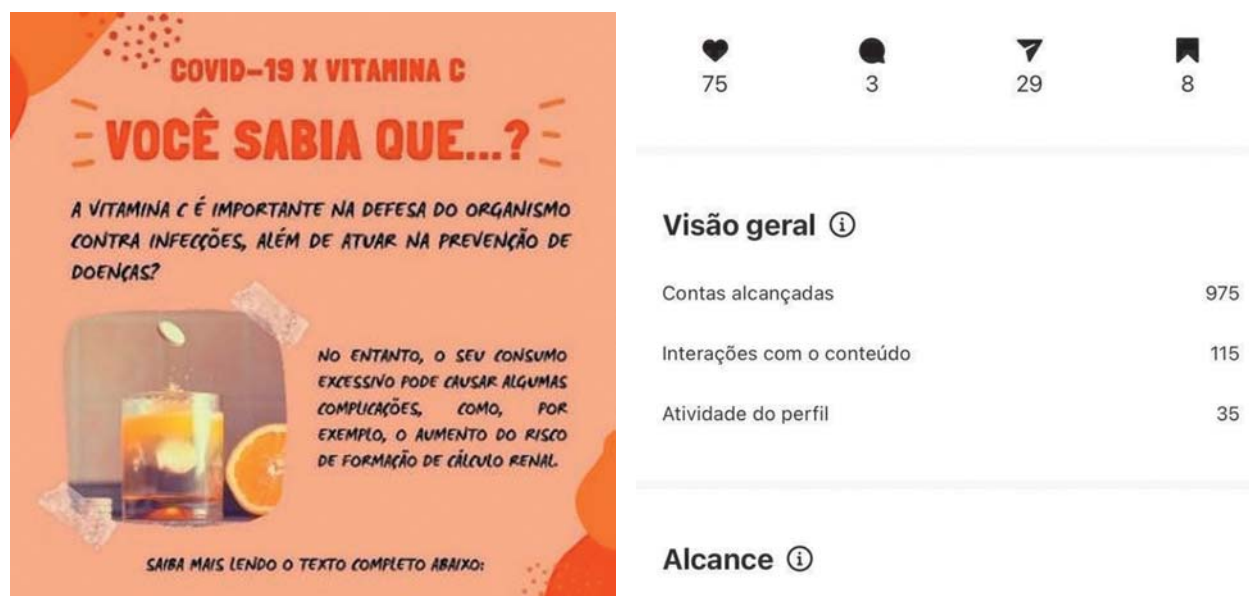 COVID-19 X VITAMINA C
VOCÊ SABIA QUE...?
A VITAMINA C É IMPORTANTE NA DEFESA DO ORGANISMO
CONTRA INFECÇÕES, ALÉM DE ATUAR NA PREVENÇÃO DE
DOENÇAS?
NO ENTANTO, O SEU CONSUMO
EXCESSIVO PODE CAUSAR ALGUMAS
COMPLICAÇÕES, COMO, POR
EXEMPLO, O AUMENTO DO RISCO
DE FORMAÇÃO DE CÁLCULO RENAL.
SAIBA MAIS LENDO O TEXTO COMPLETO ABAIXO:
75 3 29 8
Visão geral
Contas alcançadas 975
Interações com o conteúdo 115
Atividade do perfil 35
Alcance